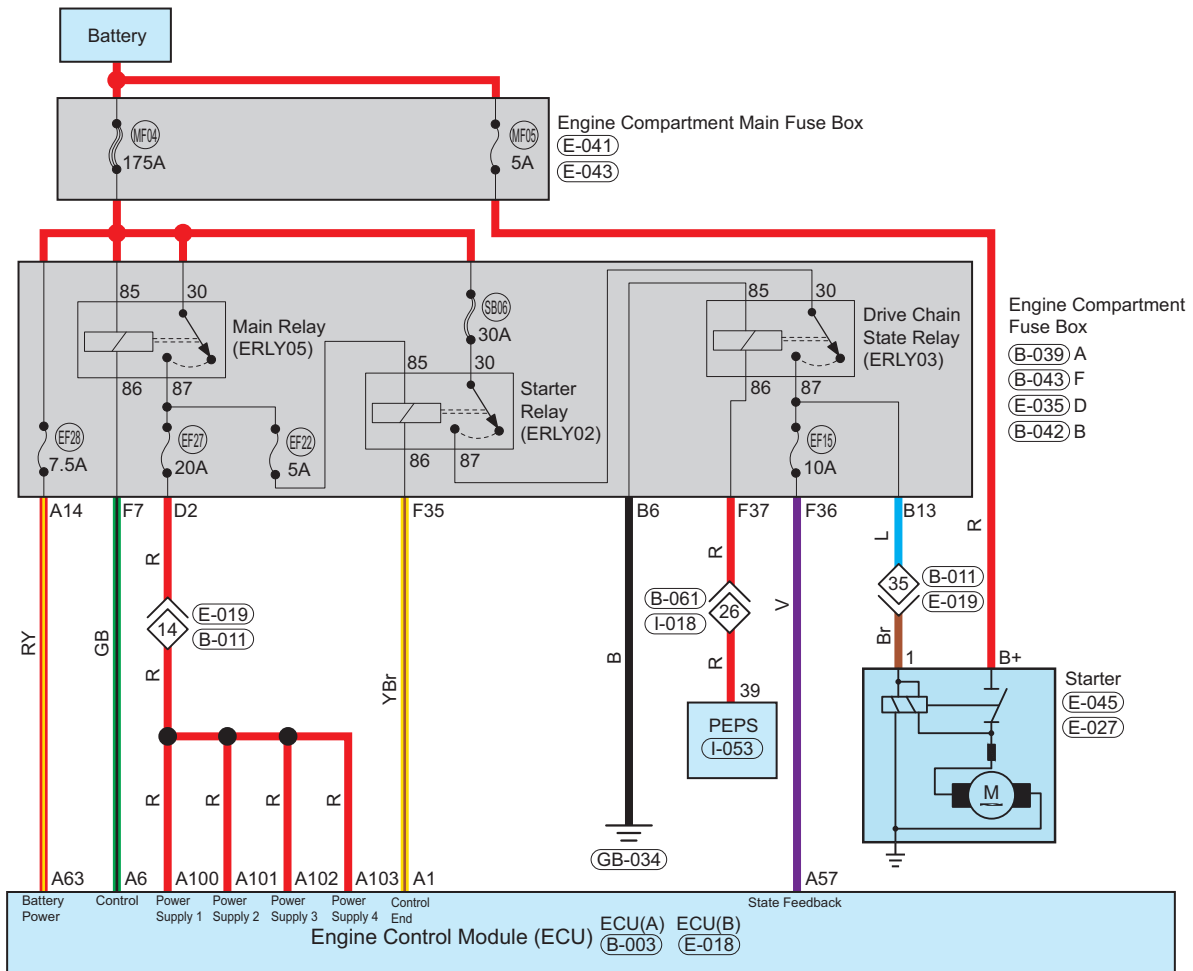 Battery
MF04
175A
MF05
5A
Engine Compartment Main Fuse Box
E-041
E-043
85
30
Main Relay
(ERLY05)
86
87
SB06
30A
85
30
Starter
Relay
(ERLY02)
86
87
85
30
Drive Chain
State Relay
(ERLY03)
86
87
Engine Compartment
Fuse Box
B-039 A
B-043 F
E-035 D
B-042 B
EF28
7.5A
EF27
20A
EF22
5A
EF15
10A
A14
F7
D2
F35
B6
F37
F36
B13
R
RY
GB
R
14
E-019
B-011
R
YBr
B
R
B-061
I-018
26
R
V
L
35
B-011
E-019
Br
39
PEPS
I-053
1
B+
M
Starter
E-045
E-027
R
R
R
R
GB-034
A63
A6
A100
A101
A102
A103
A1
A57
Battery
Power
Control
Power
Supply 1
Power
Supply 2
Power
Supply 3
Power
Supply 4
Control
End
State Feedback
Engine Control Module (ECU)
ECU(A)
B-003
ECU(B)
E-018